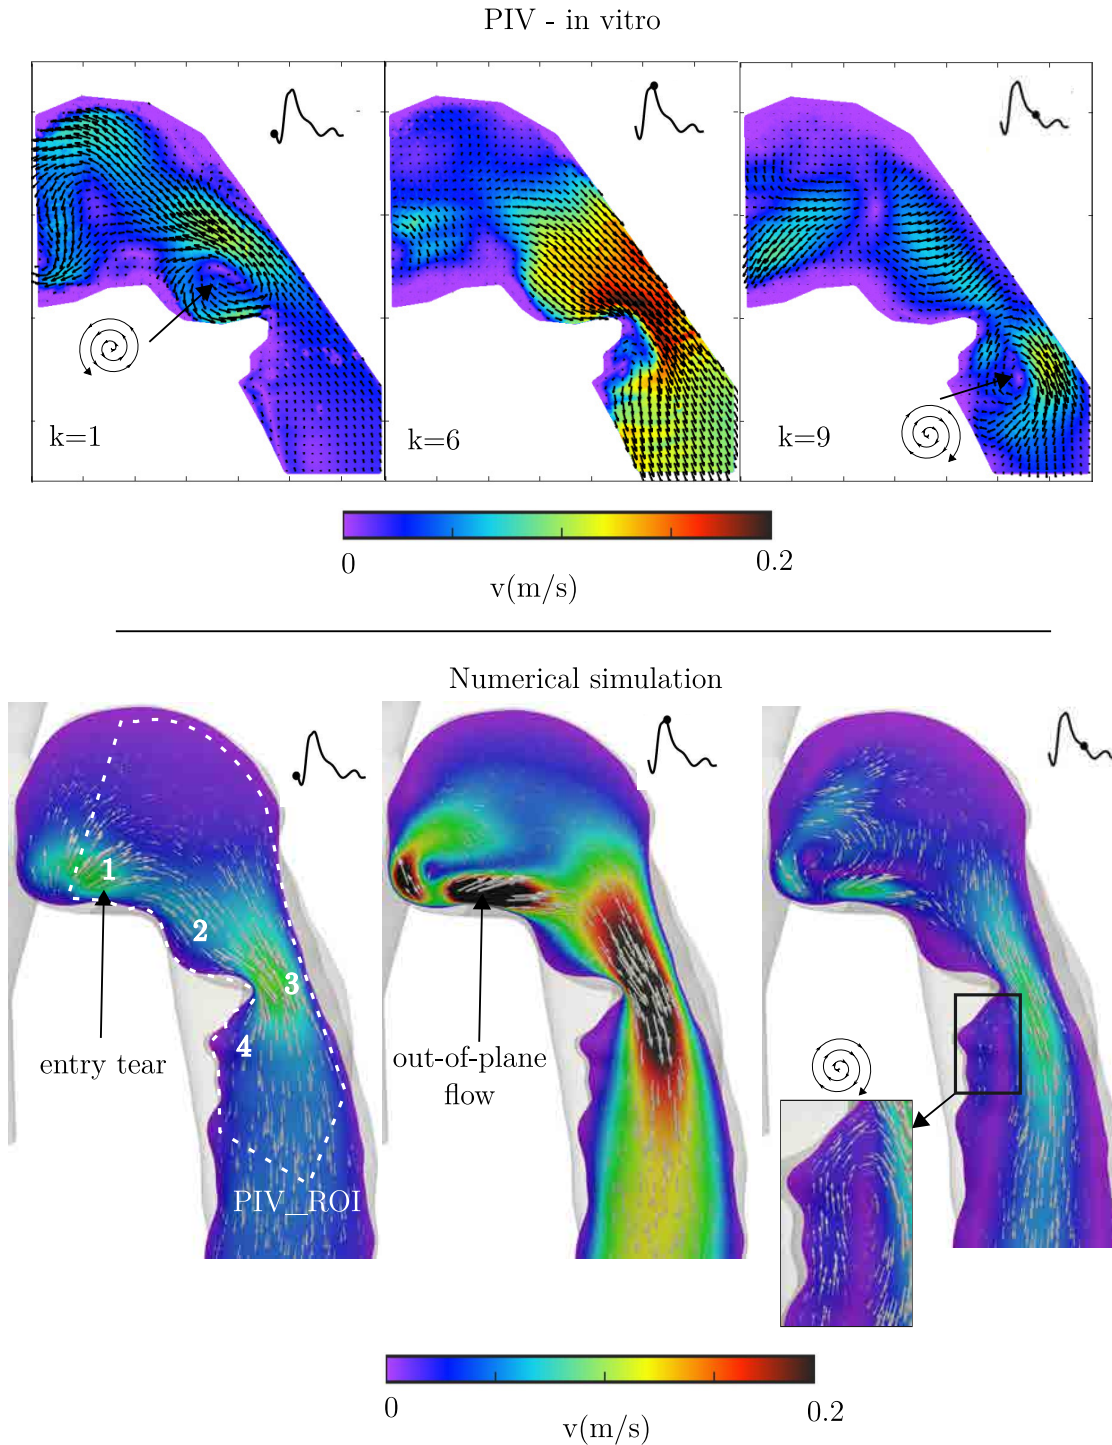 PIV - in vitro
k=1
k=6
k=9
0
0.2
v(m/s)
Numerical simulation
1
2
3
4
entry tear
PIV_ROI
out-of-plane
flow
0
0.2
v(m/s)